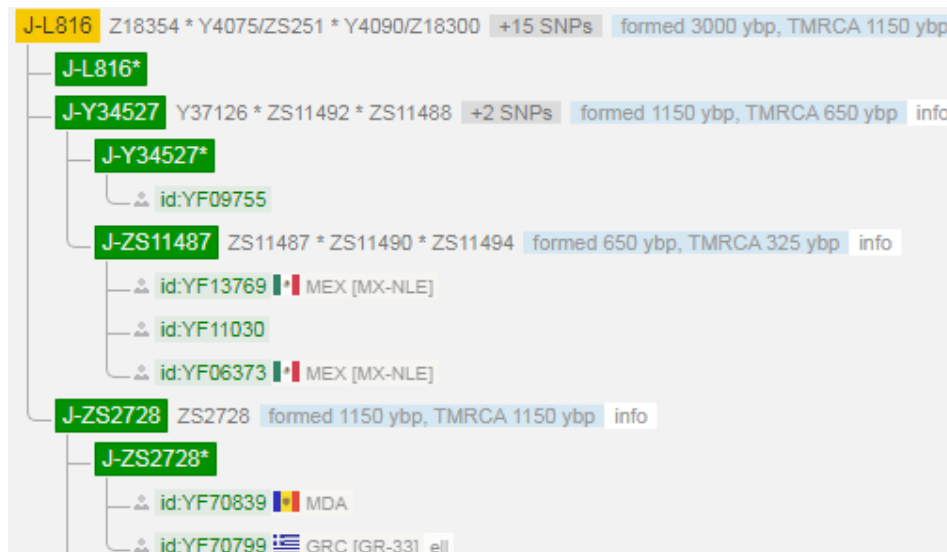 J-L816 Z18354 * Y4075/ZS251 * Y4090/Z18300 +15 SNPs formed 3000 ybp, TMRCA 1150 ybp
J-L816*
J-Y34527 Y37126 * ZS11492 * ZS11488 +2 SNPs formed 1150 ybp, TMRCA 650 ybp info
J-Y34527*
id:YF09755
J-ZS11487 ZS11487 * ZS11490 * ZS11494 formed 650 ybp, TMRCA 325 ybp info
id:YF13769 MEX [MX-NLE]
id:YF11030
id:YF06373 MEX [MX-NLE]
J-ZS2728 ZS2728 formed 1150 ybp, TMRCA 1150 ybp info
J-ZS2728*
id:YF70839 MDA
id:YF70799 GRC [GR-33] ell